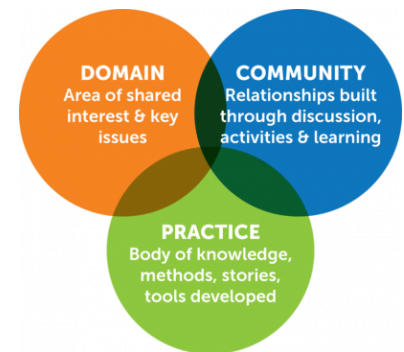 DOMAIN
Area of shared
interest & key
issues
COMMUNITY
Relationships built
through discussion,
activities & learning
PRACTICE
Body of knowledge,
methods, stories,
tools developed